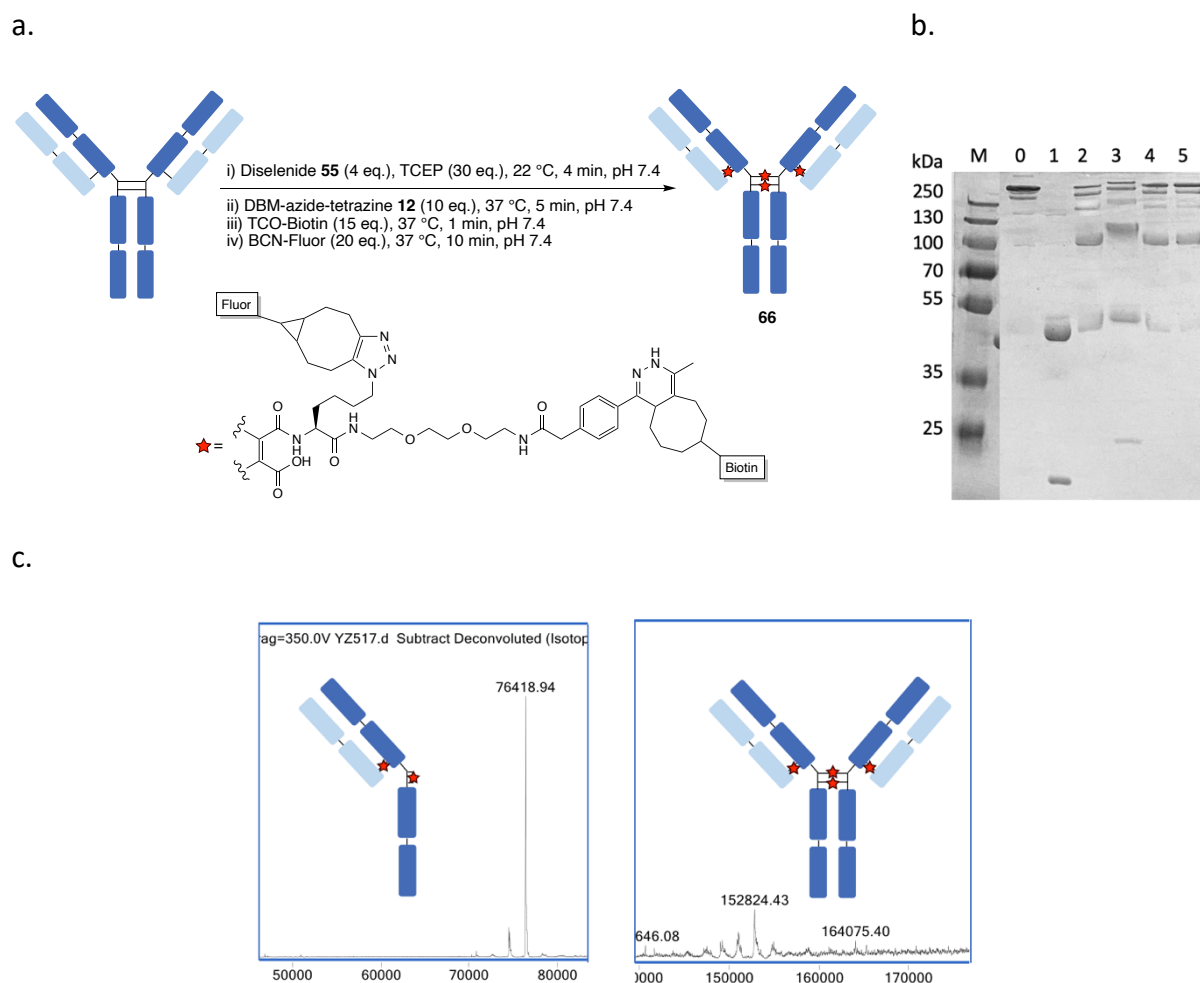 a.
b.
i) Diselenide 55 (4 eq.), TCEP (30 eq.), 22 °C, 4 min, pH 7.4
ii) DBM-azide-tetrazine 12 (10 eq.), 37 °C, 5 min, pH 7.4
iii) TCO-Biotin (15 eq.), 37 °C, 1 min, pH 7.4
iv) BCN-Fluor (20 eq.), 37 °C, 10 min, pH 7.4
66
kDa M 0 1 2 3 4 5
250
130
100
70
55
35
25
Fluor
N
N
N
O
N
H
OH
O
O
H
N
O
O
N
H
O
N
H
N
Biotin
=
c.
ag=350.0V YZ517.d Subtract Deconvoluted (Isotop
76418.94
50000 60000 70000 80000
152824.43
646.08
164075.40
0000 150000 160000 170000